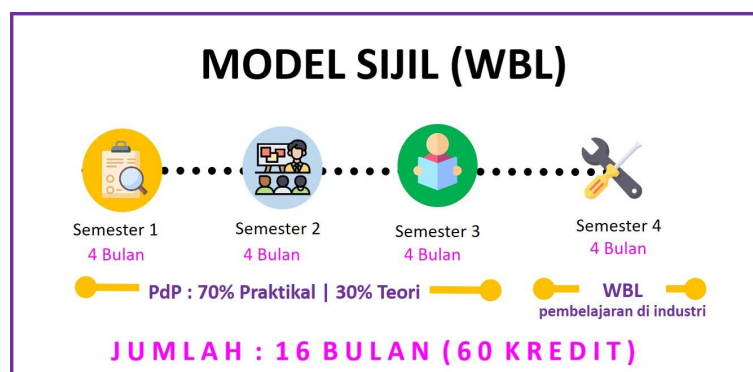 MODEL SIJIL (WBL)
Semester 1
4 Bulan
Semester 2
4 Bulan
Semester 3
4 Bulan
Semester 4
4 Bulan
PdP : 70% Praktikal | 30% Teori
WBL
pembelajaran di industri
JUMLAH : 16 BULAN (60 KREDIT)